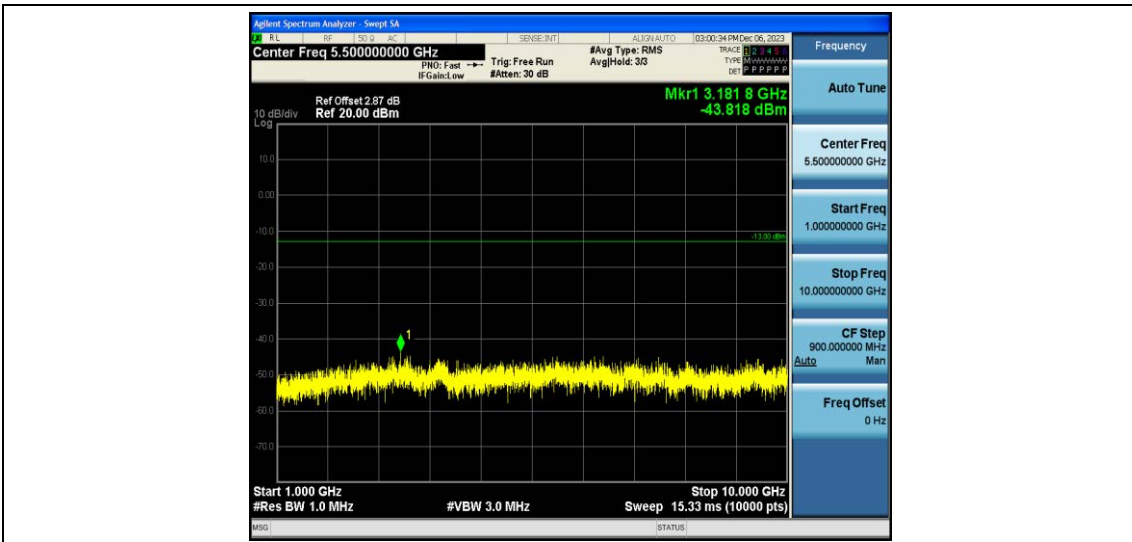 Agilent Spectrum Analyzer - Swept SA
RL RF 50 Ω AC SENSE:INT ALIGN AUTO 03:00:34 PM Dec 06, 2023
Center Freq 5.500000000 GHz
PNO: Fast
IFGain:Low
Trig: Free Run
#Atten: 30 dB
#Avg Type: RMS
Avg|Hold: 3/3
TRACE 1 2 3 4 5 6
TYPE M
DET P P P P P P
Frequency
Mkr1 3.181 8 GHz
-43.818 dBm
Ref Offset 2.87 dB
10 dB/div Ref 20.00 dBm
Log
10.0
0.00
-10.0
-13.00 dBm
-20.0
-30.0
-40.0
1
-50.0
-60.0
-70.0
Start 1.000 GHz Stop 10.000 GHz
#Res BW 1.0 MHz #VBW 3.0 MHz Sweep 15.33 ms (10000 pts)
MSG STATUS
Auto Tune
Center Freq
5.500000000 GHz
Start Freq
1.000000000 GHz
Stop Freq
10.000000000 GHz
CF Step
900.000000 MHz
Auto Man
Freq Offset
0 Hz